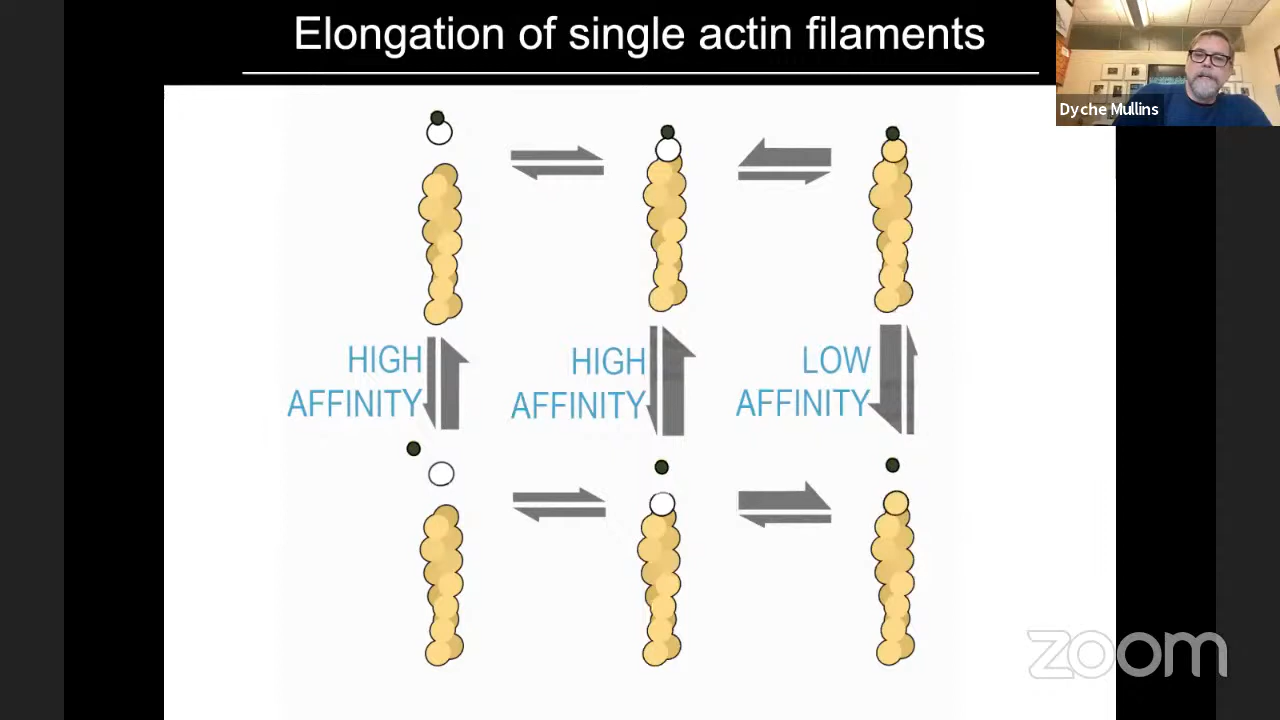 Elongation of single actin filaments
Dyche Mullins
HIGH
AFFINITY
HIGH
AFFINITY
LOW
AFFINITY
zoom